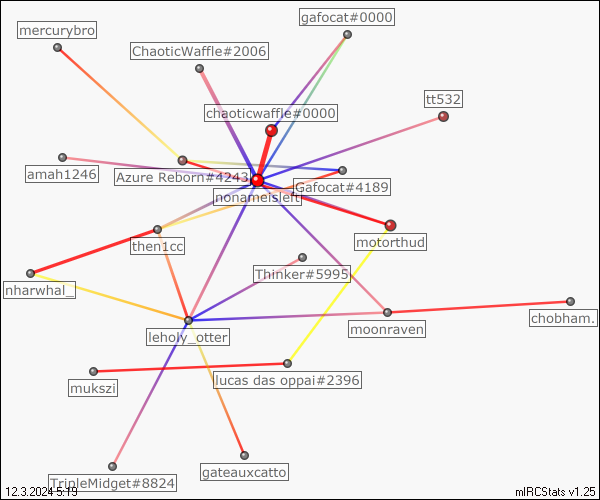 gafocat#0000
mercurybro
ChaoticWaffle#2006
tt532
chaoticwaffle#0000
amah1246
Azure Reborn#4243
Gafocat#4189
nonameisleft
motorthud
then1cc
Thinker#5995
nharwhal_
chobham.
moonraven
leholy_otter
lucas das oppai#2396
mukszi
gateauxcatto
TripleMidget#8824
12.3.2024 5:19
mIRCStats v1.25